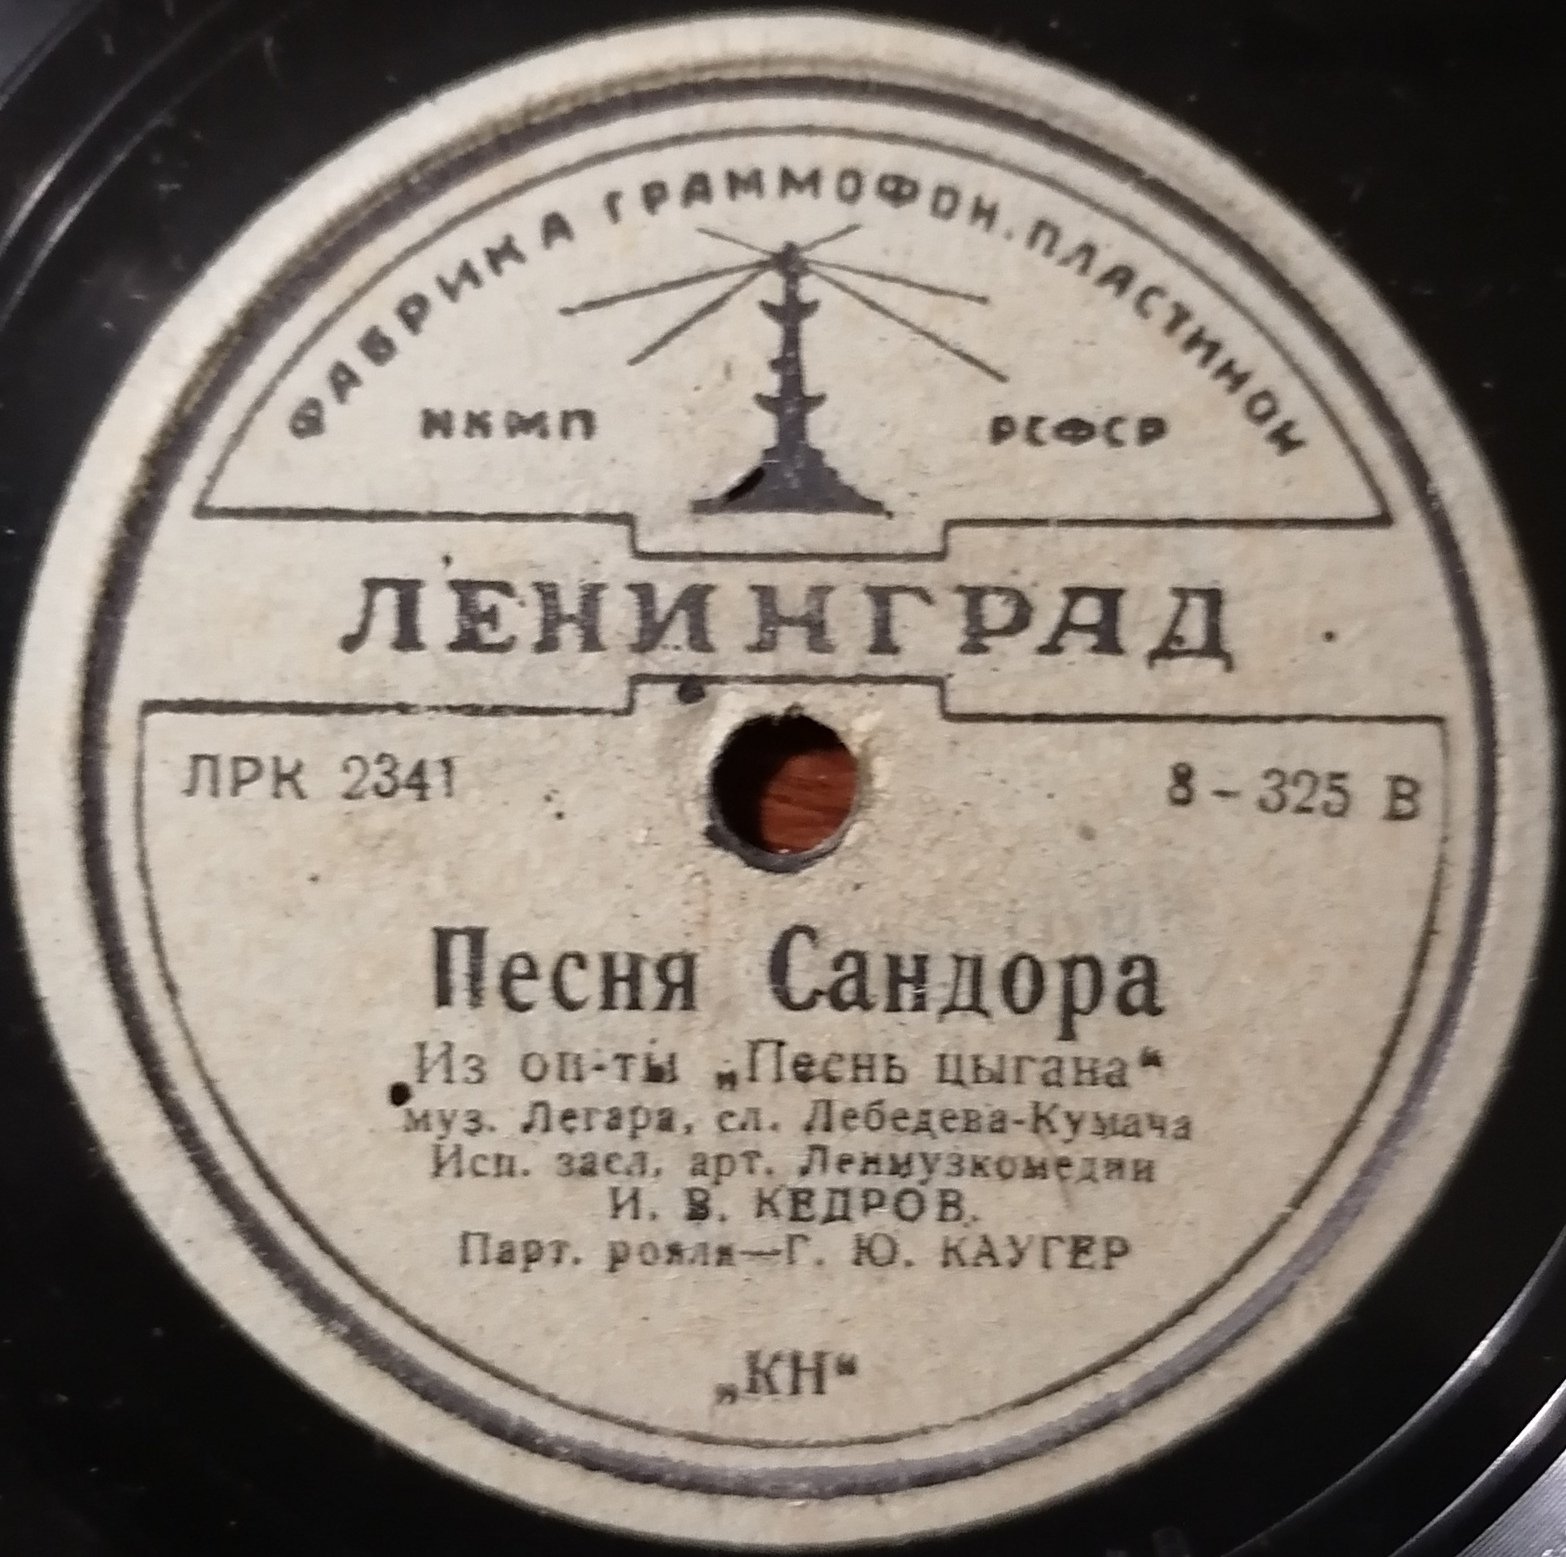 ФАБРИКА ГРАММОФОН. ПЛАСТИНОК
НКМП РСФСР
ЛЕНИНГРАД
ЛРК 2341 8-325 В
Песня Сандора
Из оп-ты „Песнь цыгана“
муз. Легара, сл. Лебедева-Кумача
Исп. засл. арт. Ленмузкомедии
И. В. КЕДРОВ.
Парт. рояля—Г. Ю. КАУГЕР
„КН“